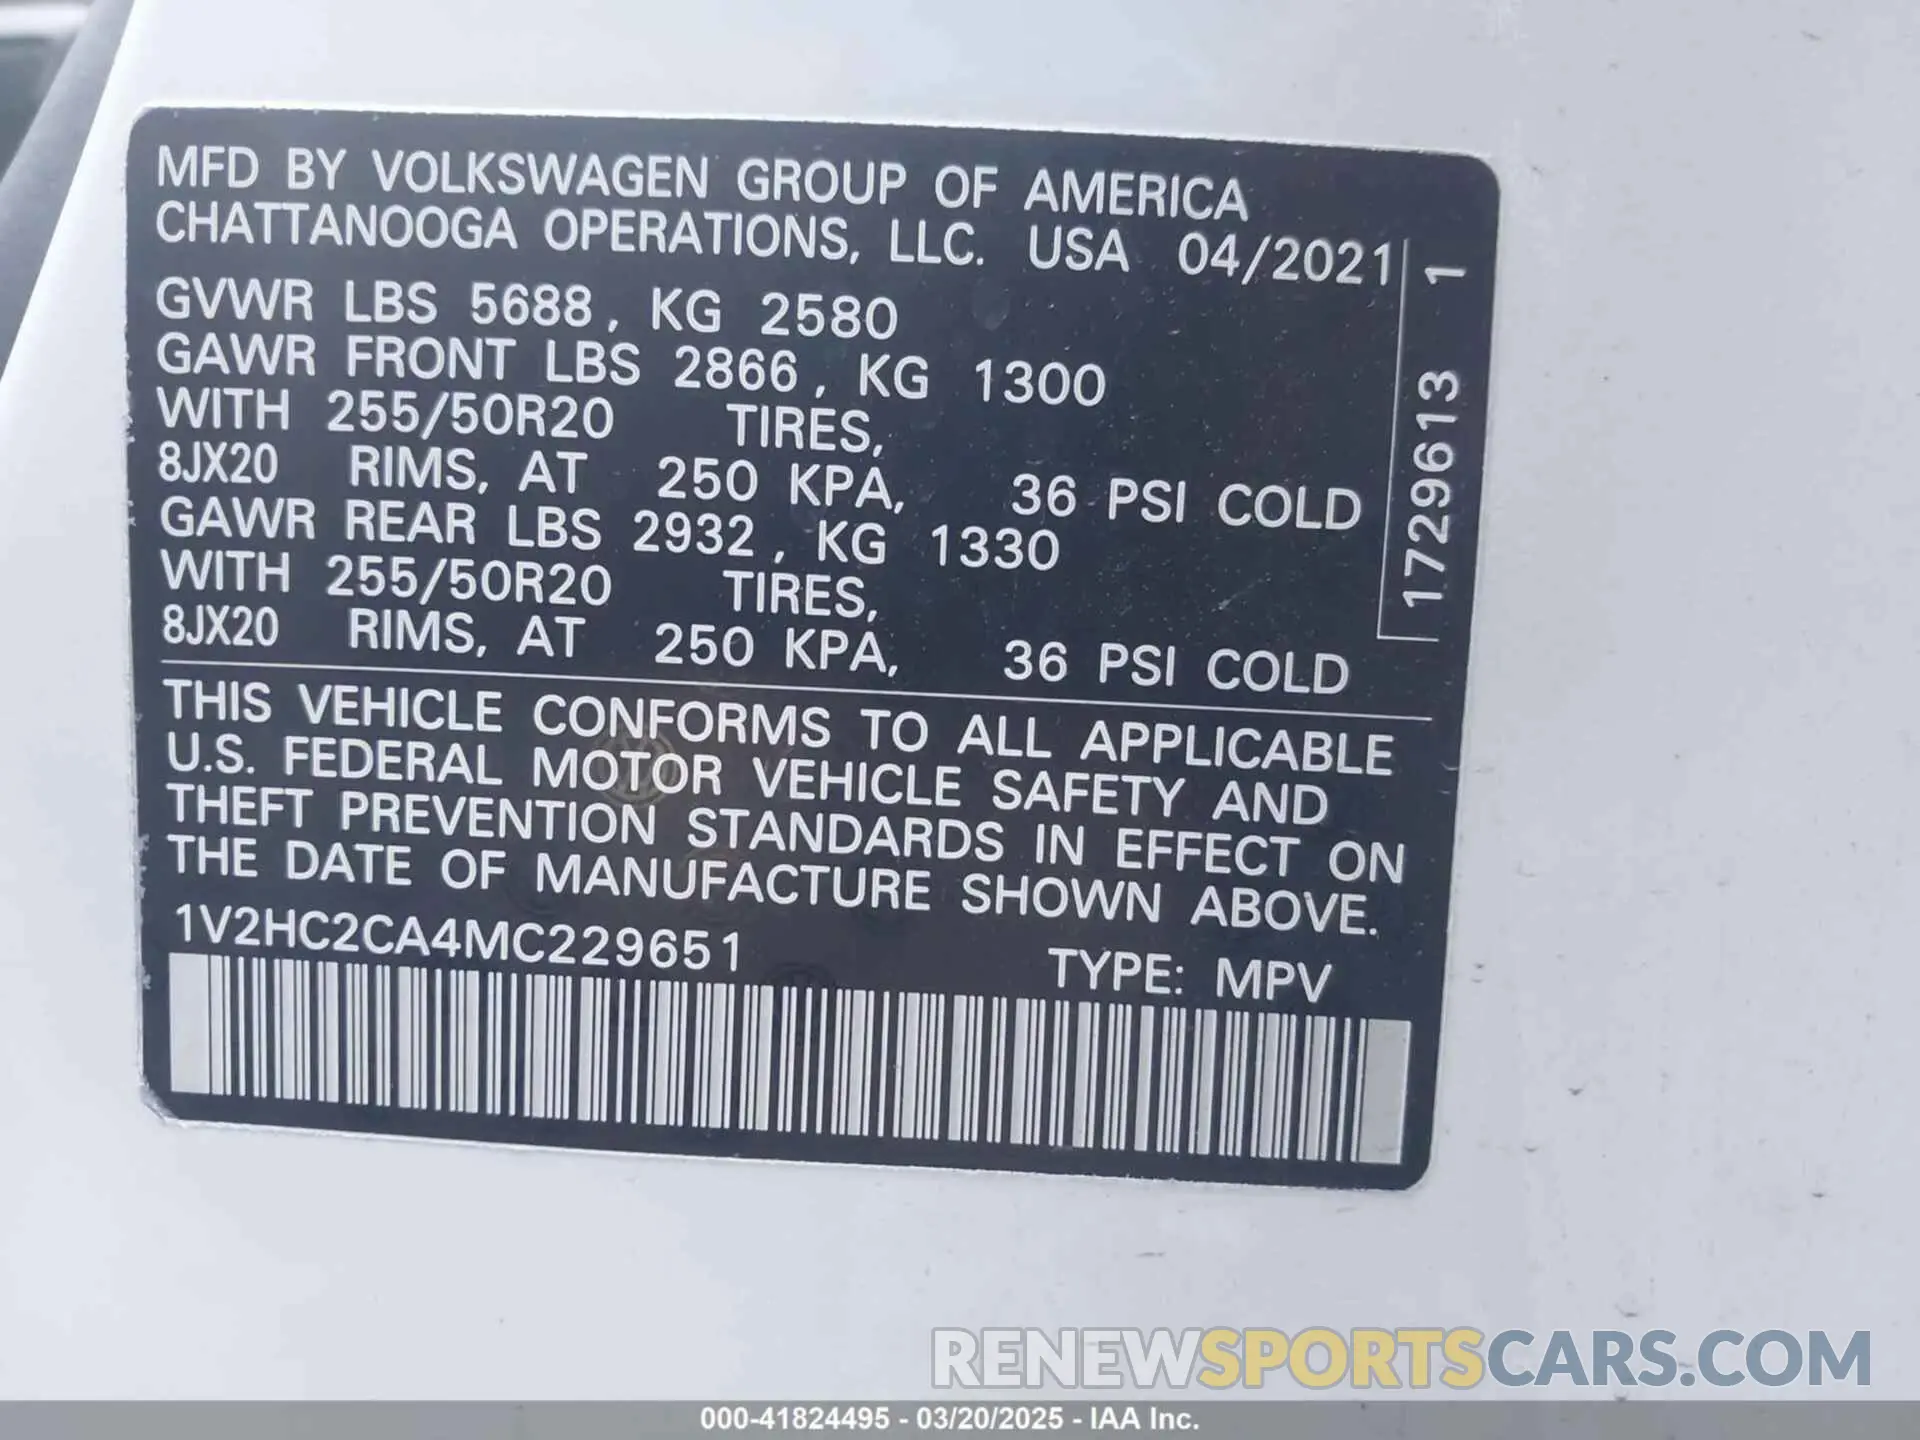 MFD BY VOLKSWAGEN GROUP OF AMERICA
CHATTANOOGA OPERATIONS, LLC. USA 04/2021
GVWR LBS 5688, KG 2580
GAWR FRONT LBS 2866, KG 1300
WITH 255/50R20 TIRES,
8JX20 RIMS, AT 250 KPA, 36 PSI COLD
GAWR REAR LBS 2932, KG 1330
WITH 255/50R20 TIRES,
8JX20 RIMS, AT 250 KPA, 36 PSI COLD
1729613 1
THIS VEHICLE CONFORMS TO ALL APPLICABLE
U.S. FEDERAL MOTOR VEHICLE SAFETY AND
THEFT PREVENTION STANDARDS IN EFFECT ON
THE DATE OF MANUFACTURE SHOWN ABOVE.
1V2HC2CA4MC229651 TYPE: MPV
RENEWSPORTSCARS.COM
000-41824495 - 03/20/2025 - IAA Inc.